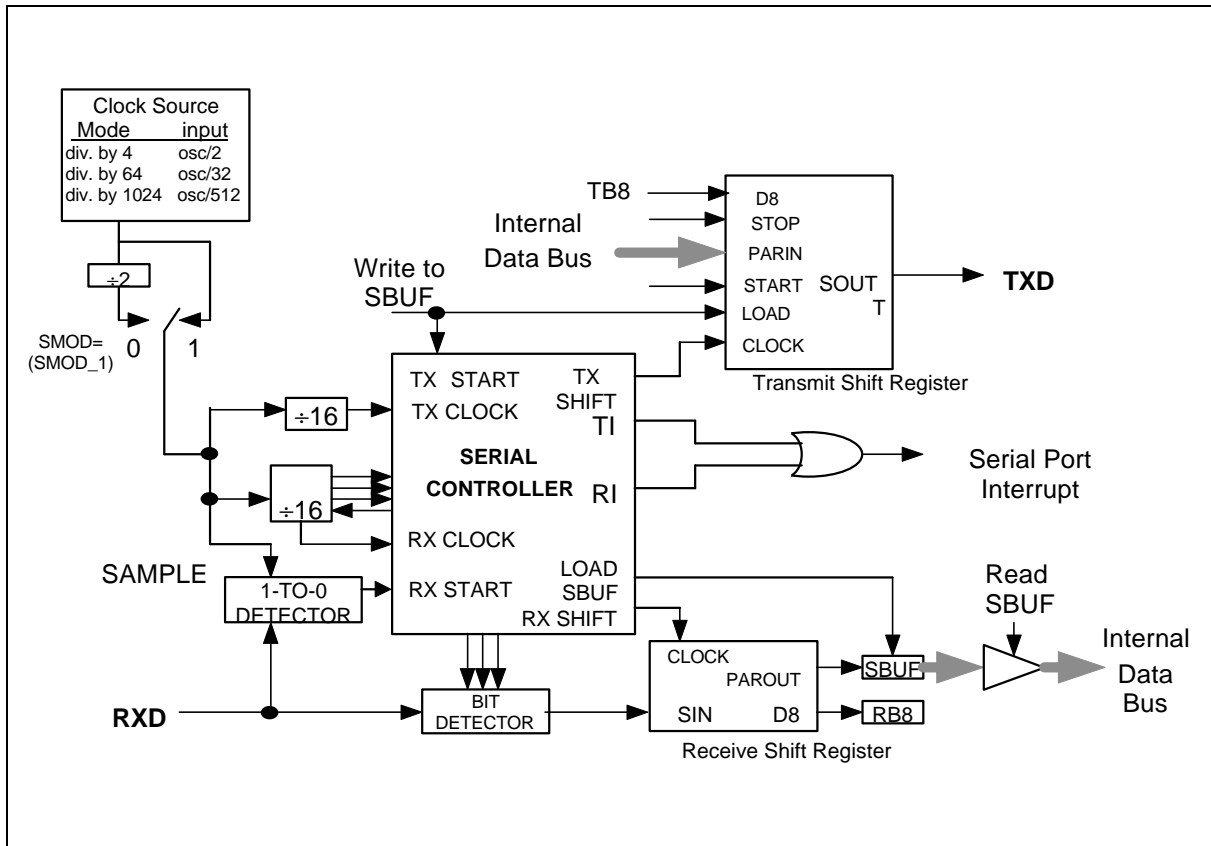 Clock Source
Mode input
div. by 4 osc/2
div. by 64 osc/32
div. by 1024 osc/512
÷2
SMOD=
(SMOD_1)
0 1
TB8
Internal
Data Bus
Write to
SBUF
D8
STOP
PARIN
START
LOAD
CLOCK
SOUT
T
TXD
Transmit Shift Register
÷16
÷16
SAMPLE
1-TO-0
DETECTOR
TX START
TX CLOCK
SERIAL
CONTROLLER
RX CLOCK
RX START
TX
SHIFT
TI
RI
LOAD
SBUF
RX SHIFT
Serial Port
Interrupt
RXD
BIT
DETECTOR
CLOCK
PAROUT
SIN D8
Receive Shift Register
SBUF
RB8
Read
SBUF
Internal
Data
Bus